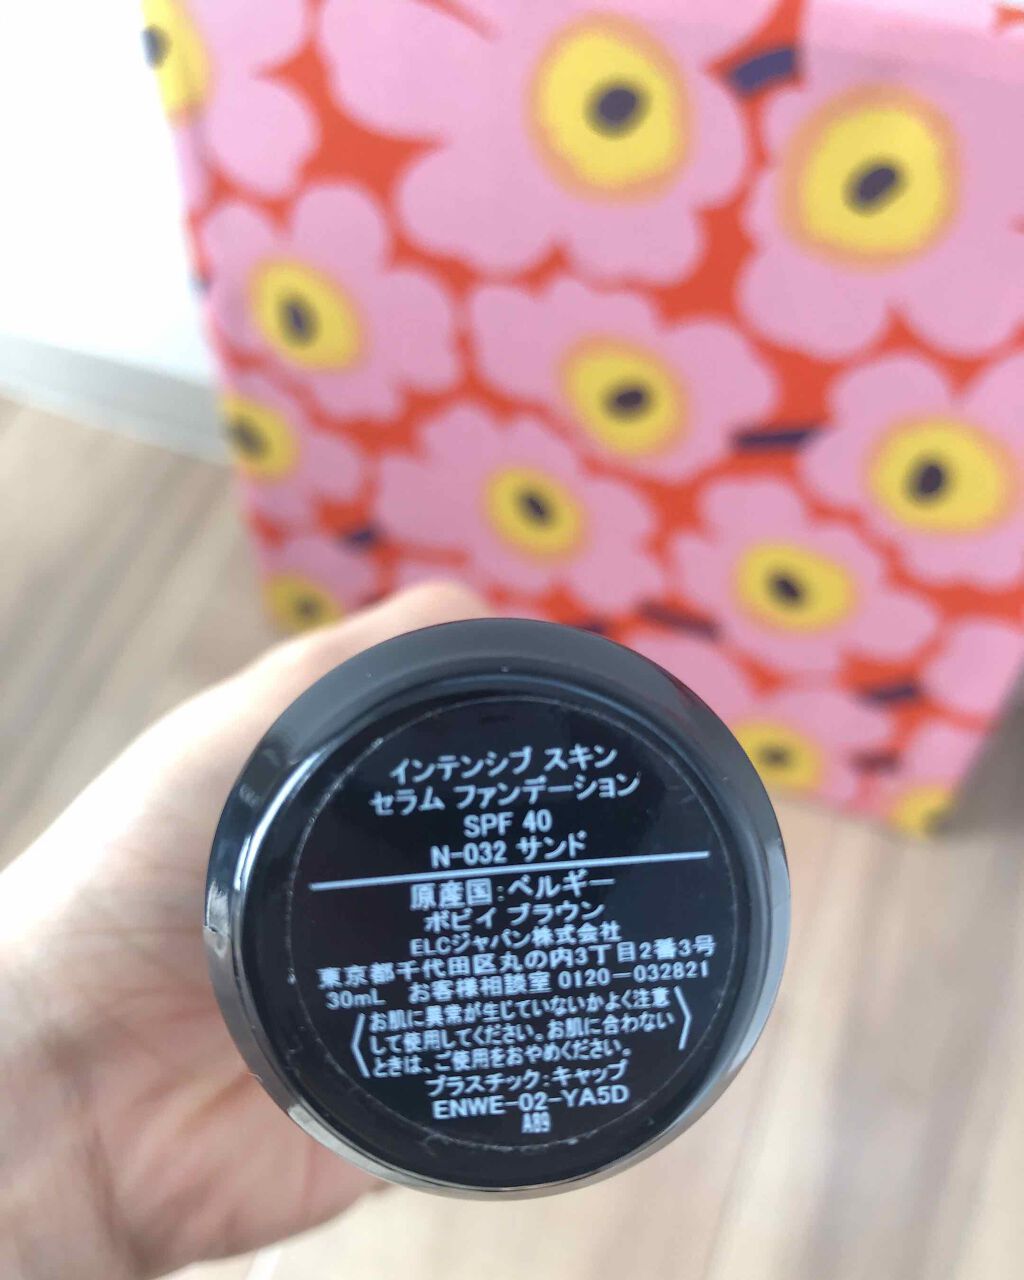 インテンシブ スキン
セラム ファンデーション
SPF 40
N-032 サンド
原産国:ベルギー
ボビイ ブラウン
ELCジャパン株式会社
東京都千代田区丸の内3丁目2番3号
30mL お客様相談室 0120-032821
お肌に異常が生じていないかよく注意
して使用してください。お肌に合わない
ときは、ご使用をおやめください。
プラスチック:キャップ
ENWE-02-YA5D
A89